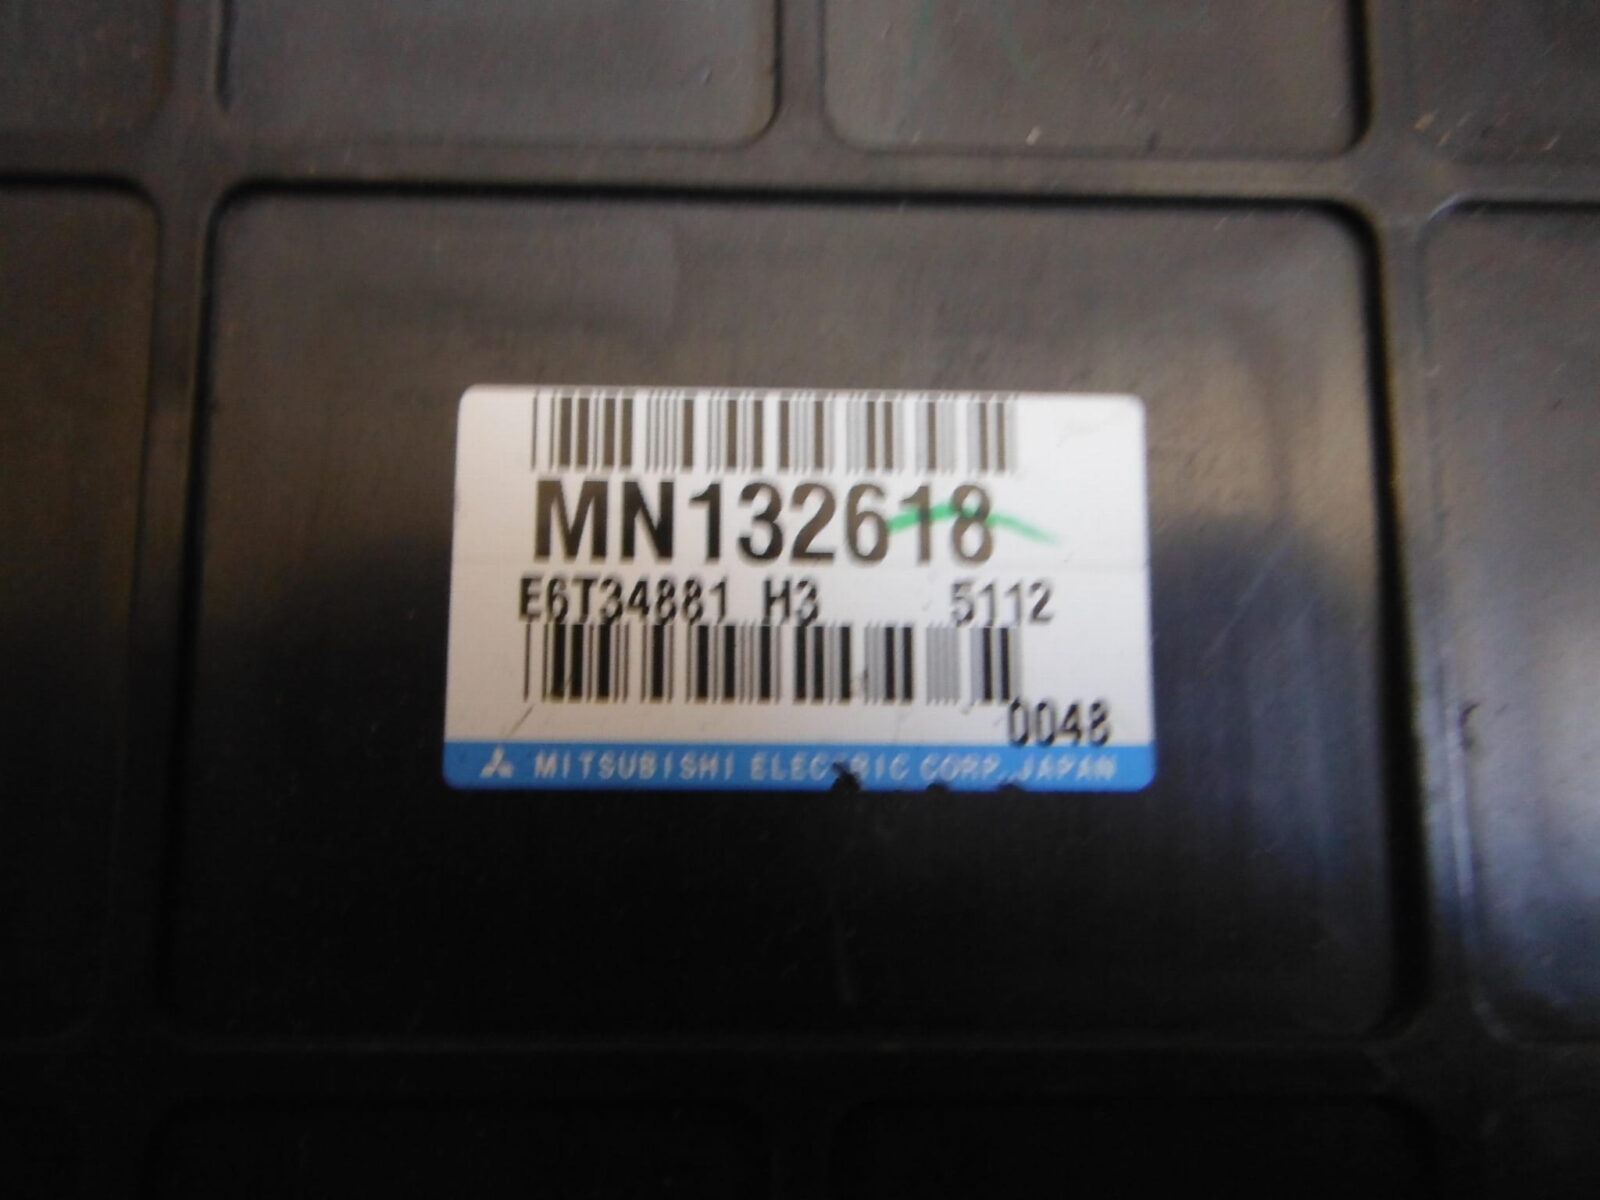 MN132618
E6T34881 H3 5112
0048
MITSUBISHI ELECTRIC CORP. JAPAN